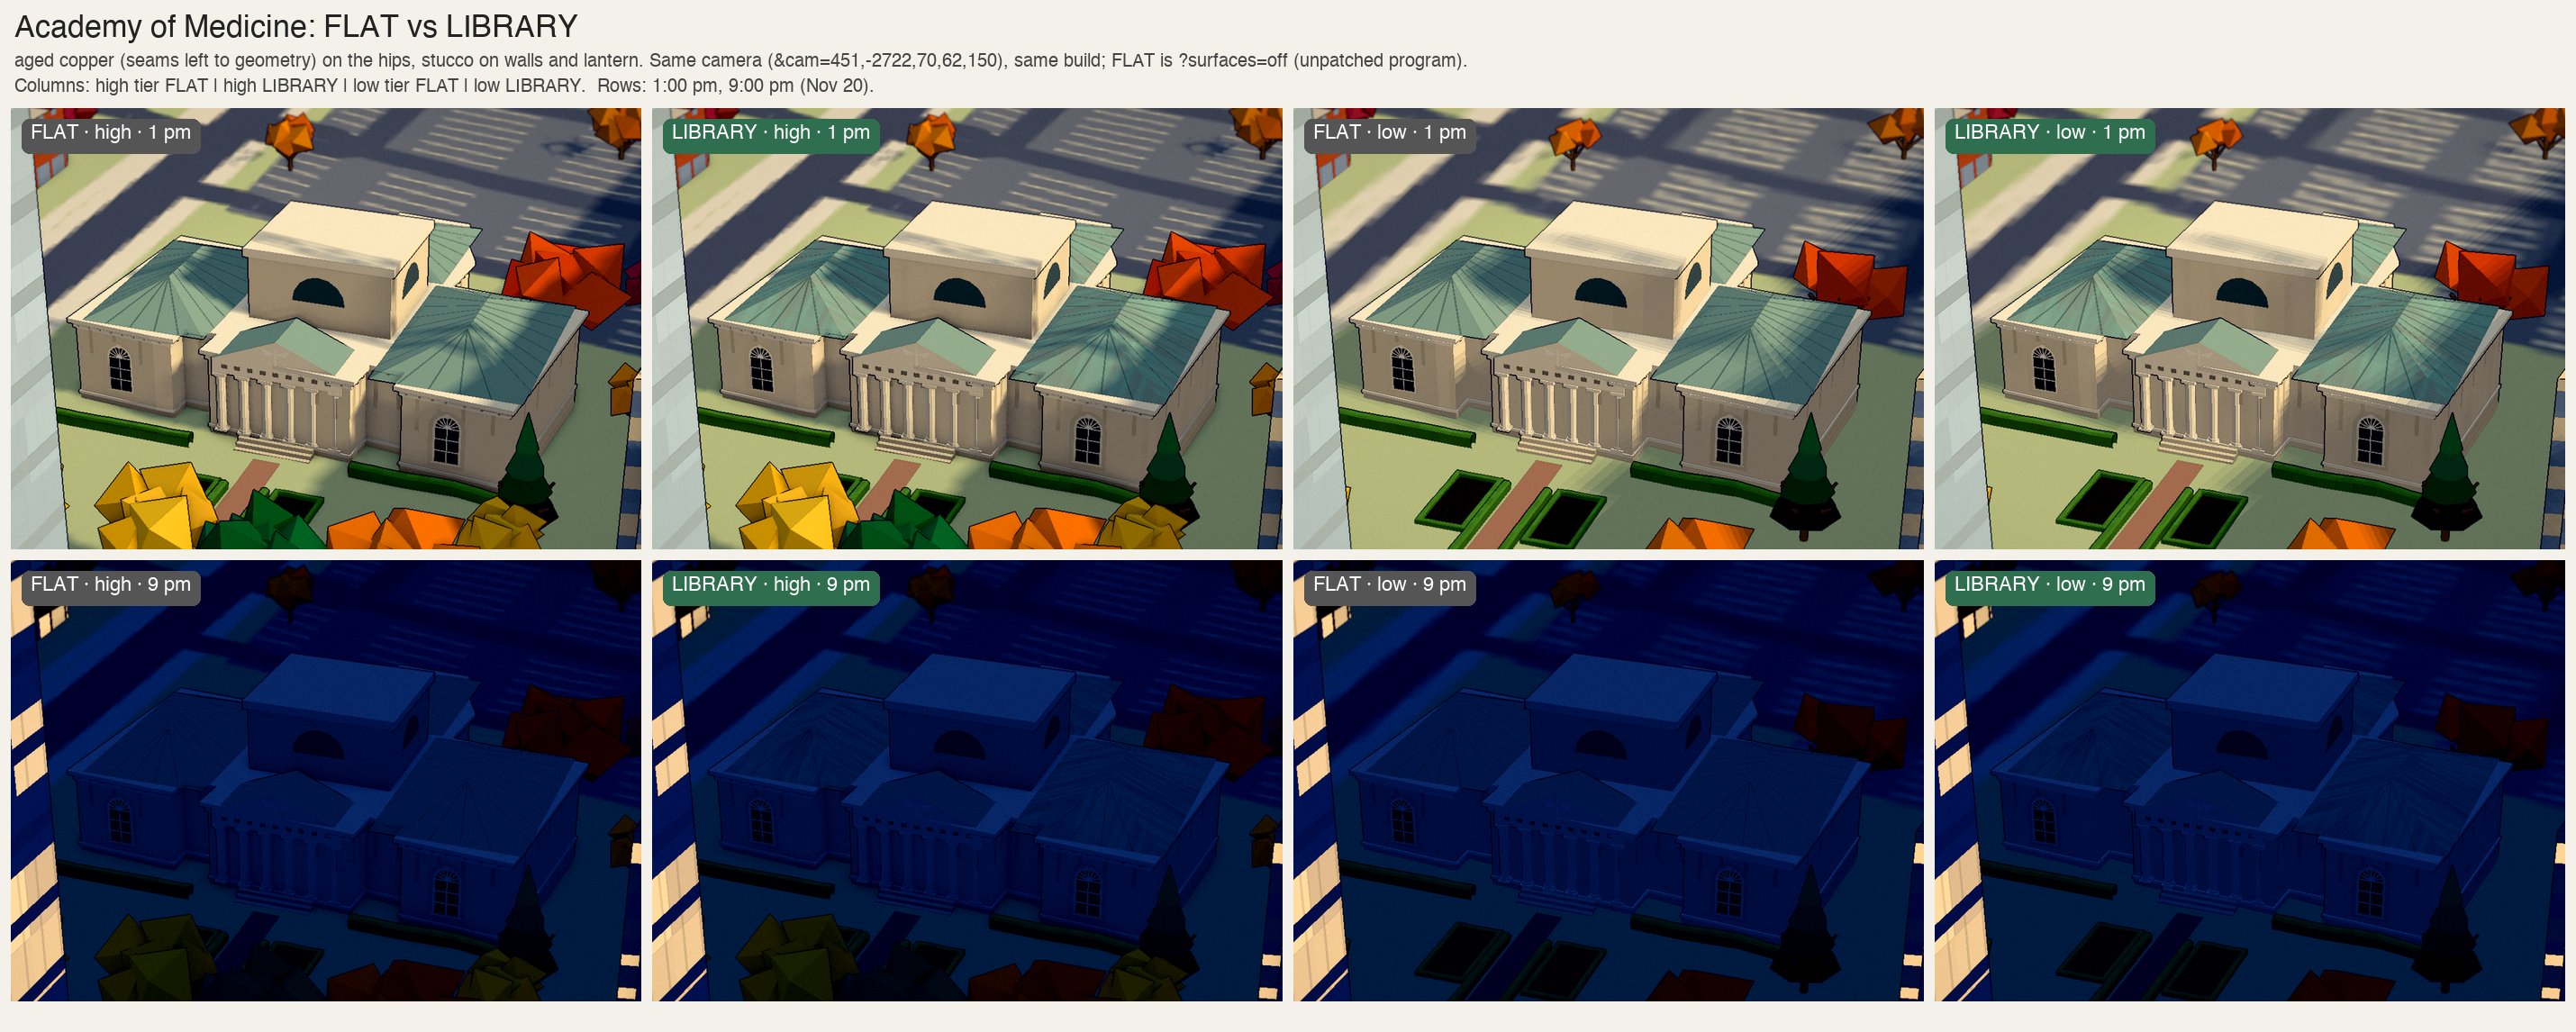 Academy of Medicine: FLAT vs LIBRARY
aged copper (seams left to geometry) on the hips, stucco on walls and lantern. Same camera (&cam=451,-2722,70,62,150), same build; FLAT is ?surfaces=off (unpatched program).
Columns: high tier FLAT | high LIBRARY | low tier FLAT | low LIBRARY.  Rows: 1:00 pm, 9:00 pm (Nov 20).
FLAT · high · 1 pm
LIBRARY · high · 1 pm
FLAT · low · 1 pm
LIBRARY · low · 1 pm
FLAT · high · 9 pm
LIBRARY · high · 9 pm
FLAT · low · 9 pm
LIBRARY · low · 9 pm